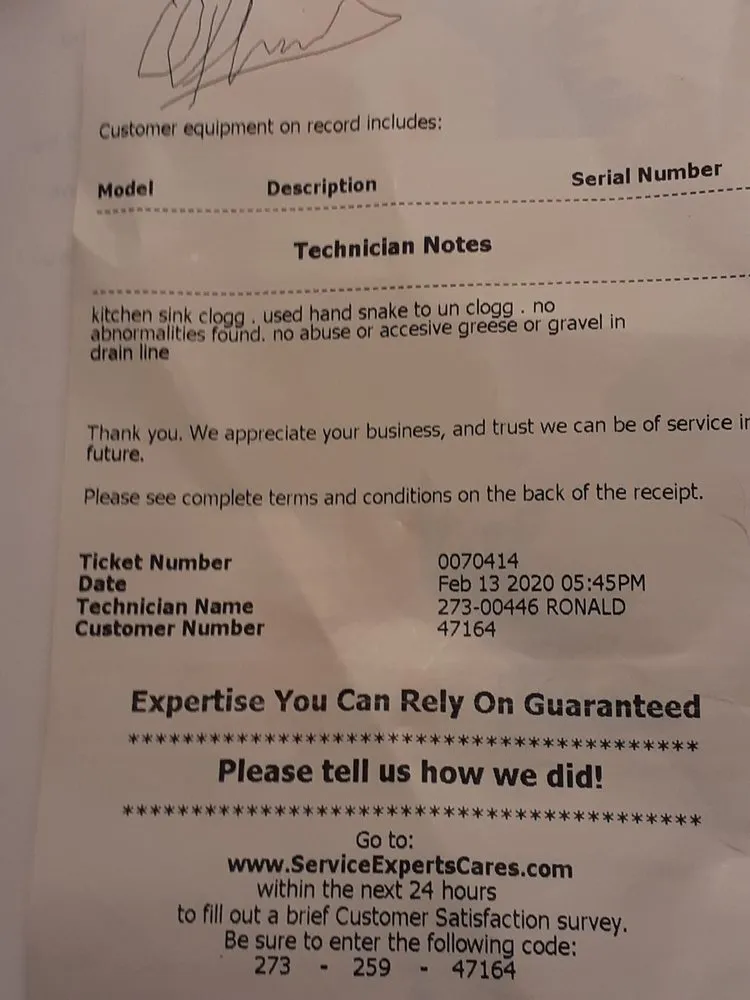 Customer equipment on record includes:
Model Description Serial Number
Technician Notes
kitchen sink clogg . used hand snake to un clogg . no
abnormalities found. no abuse or accesive greese or gravel in
drain line
Thank you. We appreciate your business, and trust we can be of service in
future.
Please see complete terms and conditions on the back of the receipt.
Ticket Number 0070414
Date Feb 13 2020 05:45PM
Technician Name 273-00446 RONALD
Customer Number 47164
Expertise You Can Rely On Guaranteed
******************************************
Please tell us how we did!
******************************************
Go to:
www.ServiceExpertsCares.com
within the next 24 hours
to fill out a brief Customer Satisfaction survey.
Be sure to enter the following code:
273 - 259 - 47164